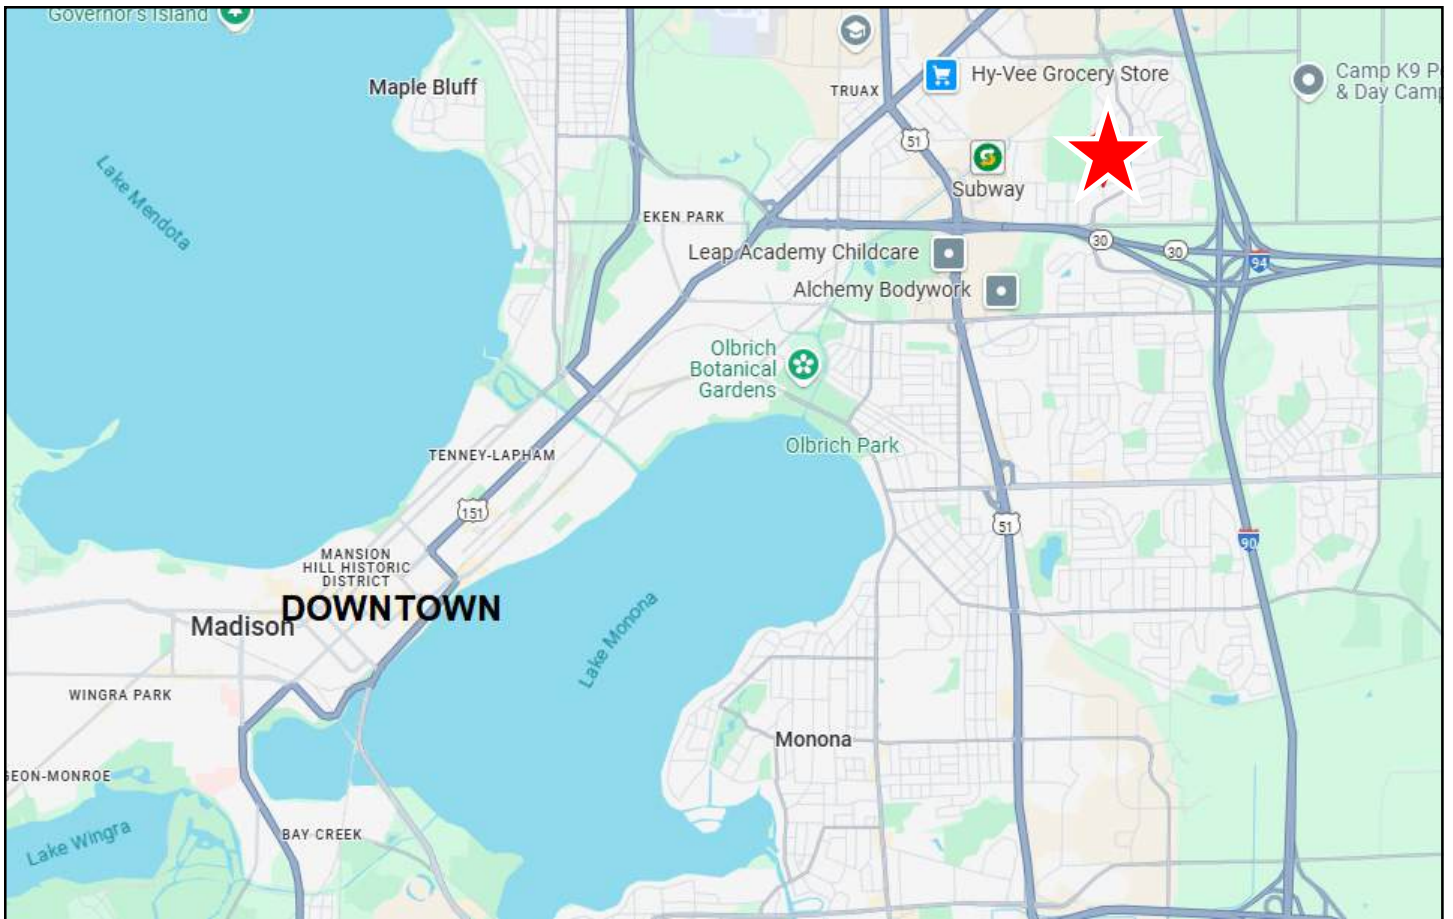 Governor's Island
Maple Bluff
TRUAX
Hy-Vee Grocery Store
Camp K9 P
& Day Camp
51
Subway
Lake Mendota
EKEN PARK
Leap Academy Childcare
30
30
94
Alchemy Bodywork
Olbrich
Botanical
Gardens
Olbrich Park
TENNEY-LAPHAM
151
51
90
MANSION
HILL HISTORIC
DISTRICT
DOWNTOWN
Madison
Lake Monona
WINGRA PARK
Monona
GEON-MONROE
BAY CREEK
Lake Wingra